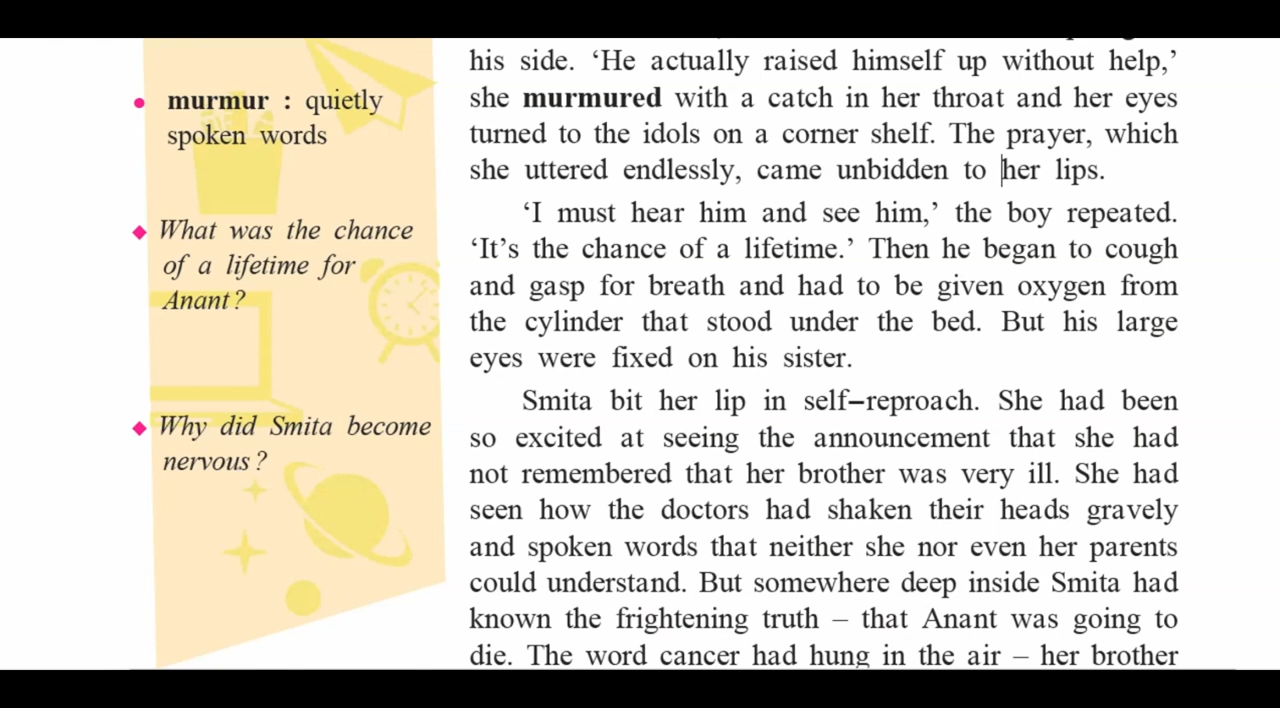 • murmur : quietly
spoken words
◆ What was the chance
of a lifetime for
Anant?
◆ Why did Smita become
nervous?
his side. ‘He actually raised himself up without help,’
she murmured with a catch in her throat and her eyes
turned to the idols on a corner shelf. The prayer, which
she uttered endlessly, came unbidden to her lips.
‘I must hear him and see him,’ the boy repeated.
‘It’s the chance of a lifetime.’ Then he began to cough
and gasp for breath and had to be given oxygen from
the cylinder that stood under the bed. But his large
eyes were fixed on his sister.
Smita bit her lip in self–reproach. She had been
so excited at seeing the announcement that she had
not remembered that her brother was very ill. She had
seen how the doctors had shaken their heads gravely
and spoken words that neither she nor even her parents
could understand. But somewhere deep inside Smita had
known the frightening truth – that Anant was going to
die. The word cancer had hung in the air – her brother